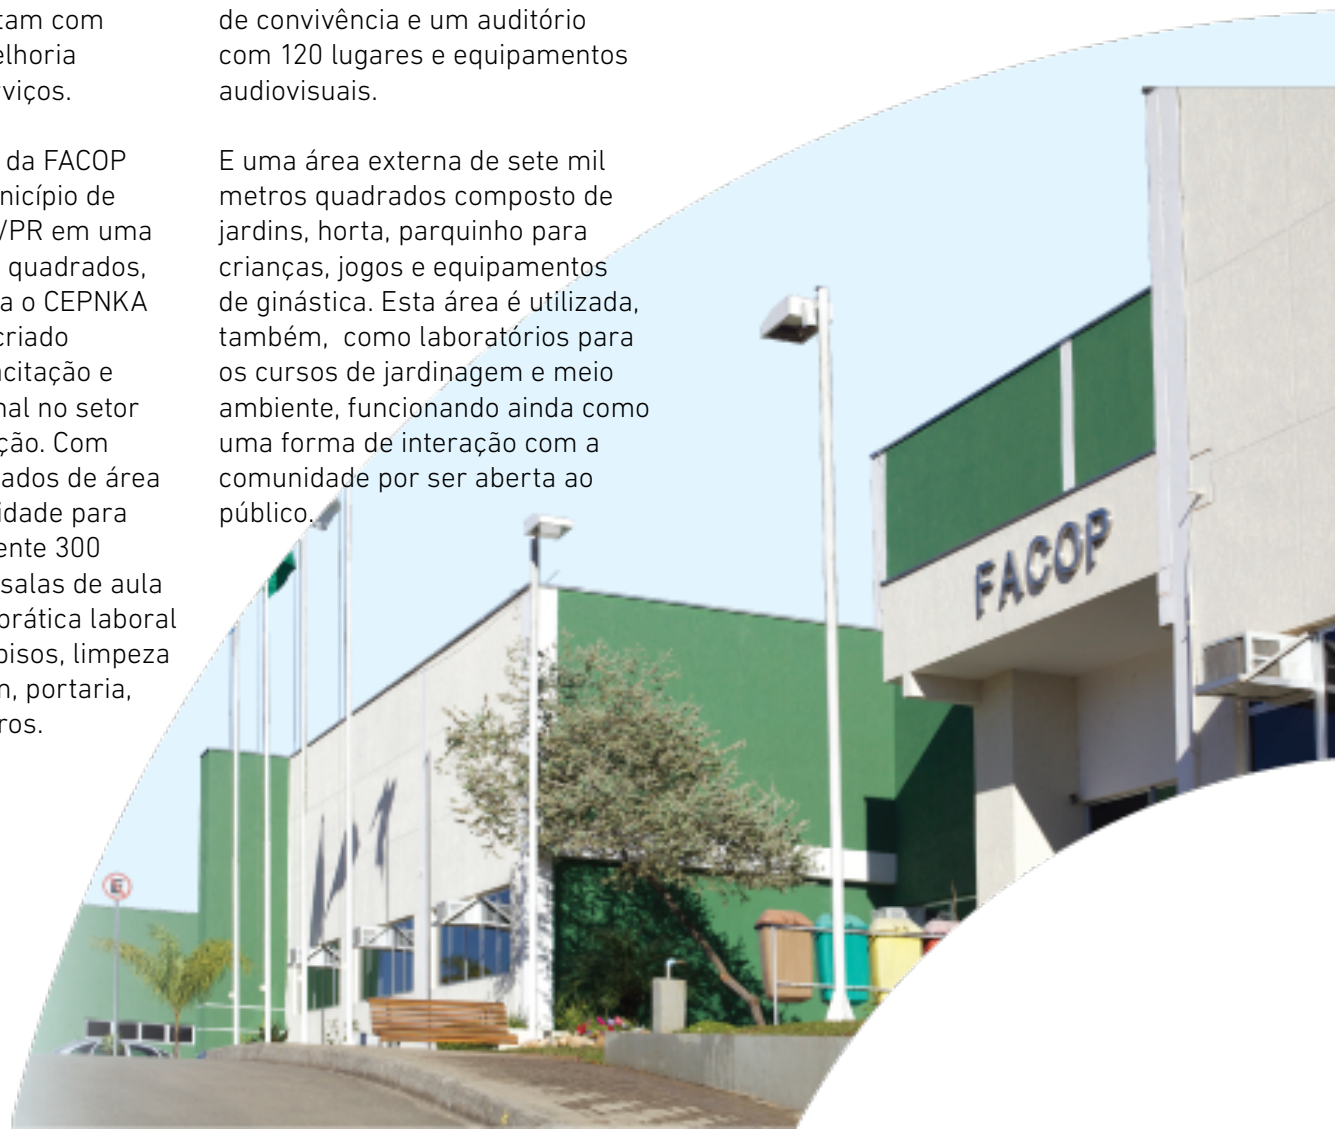 tam com
elhoria
viços.
da FACOP
nicípio de
/PR em uma
quadrados,
a o CEPNKA
criado
acitação e
nal no setor
ção. Com
ados de área
idade para
ente 300
salas de aula
prática laboral
pisos, limpeza
n, portaria,
ros.
de convivência e um auditório
com 120 lugares e equipamentos
audiovisuais.
E uma área externa de sete mil
metros quadrados composto de
jardins, horta, parquinho para
crianças, jogos e equipamentos
de ginástica. Esta área é utilizada,
também,  como laboratórios para
os cursos de jardinagem e meio
ambiente, funcionando ainda como
uma forma de interação com a
comunidade por ser aberta ao
público.
FACOP
E